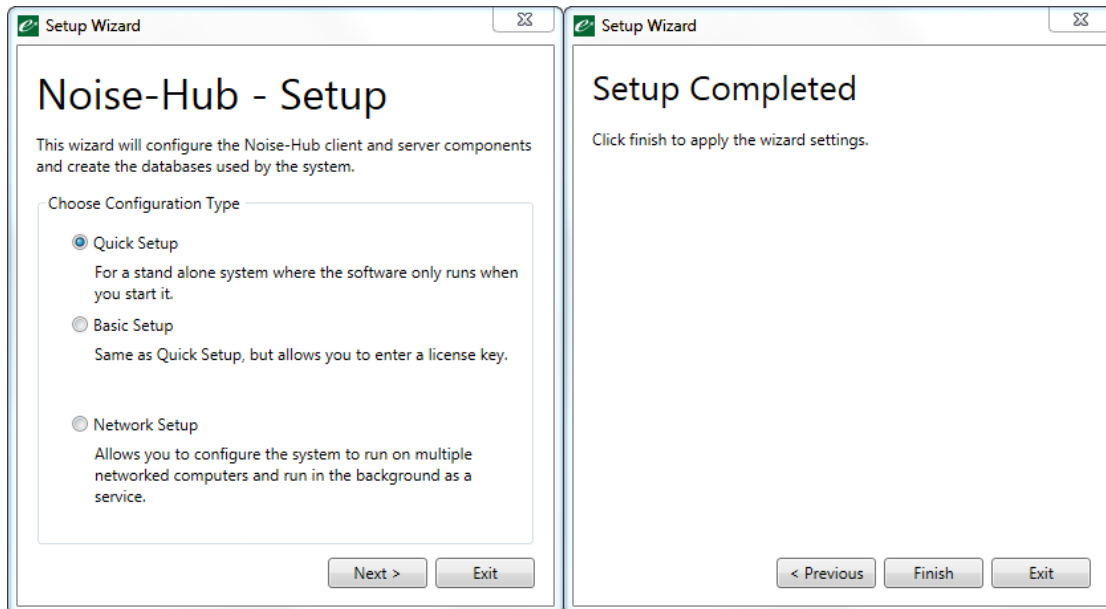 Setup Wizard
Noise-Hub - Setup
This wizard will configure the Noise-Hub client and server components
and create the databases used by the system.
Choose Configuration Type
Quick Setup
For a stand alone system where the software only runs when
you start it.
Basic Setup
Same as Quick Setup, but allows you to enter a license key.
Network Setup
Allows you to configure the system to run on multiple
networked computers and run in the background as a
service.
Next >
Exit
Setup Wizard
Setup Completed
Click finish to apply the wizard settings.
< Previous
Finish
Exit